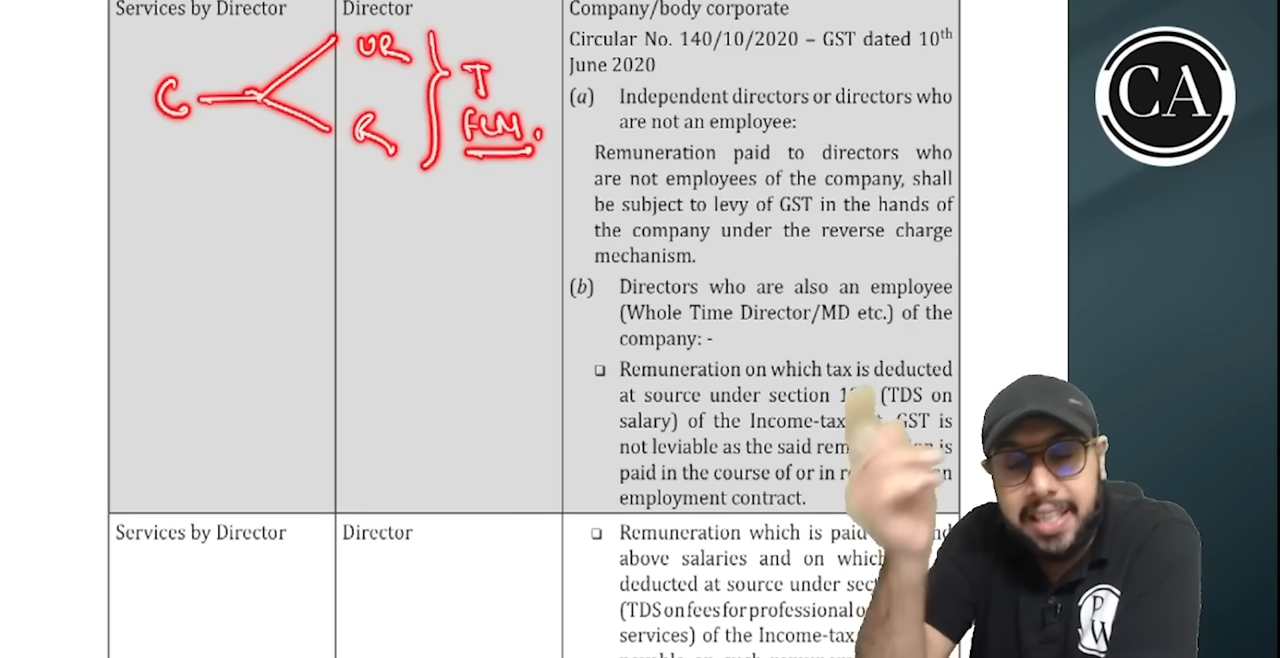 Services by Director
Director
Company/body corporate
Circular No. 140/10/2020 – GST dated 10th
June 2020
(a) Independent directors or directors who
are not an employee:
Remuneration paid to directors who
are not employees of the company, shall
be subject to levy of GST in the hands of
the company under the reverse charge
mechanism.
(b) Directors who are also an employee
(Whole Time Director/MD etc.) of the
company: -
❑ Remuneration on which tax is deducted
at source under section (TDS on
salary) of the Income-tax GST is
not leviable as the said is
paid in the course of or in
employment contract.
C
UR
R
T
FCM.
Services by Director
Director
❑ Remuneration which is paid
above salaries and on which
deducted at source under
(TDS on fees for professional
services) of the Income-tax
CA
P
W